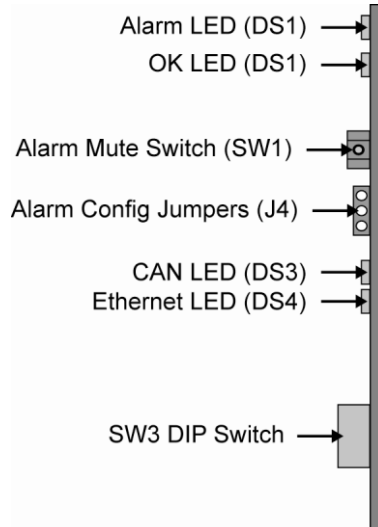 Alarm LED (DS1)
OK LED (DS1)
Alarm Mute Switch (SW1)
Alarm Config Jumpers (J4)
CAN LED (DS3)
Ethernet LED (DS4)
SW3 DIP Switch